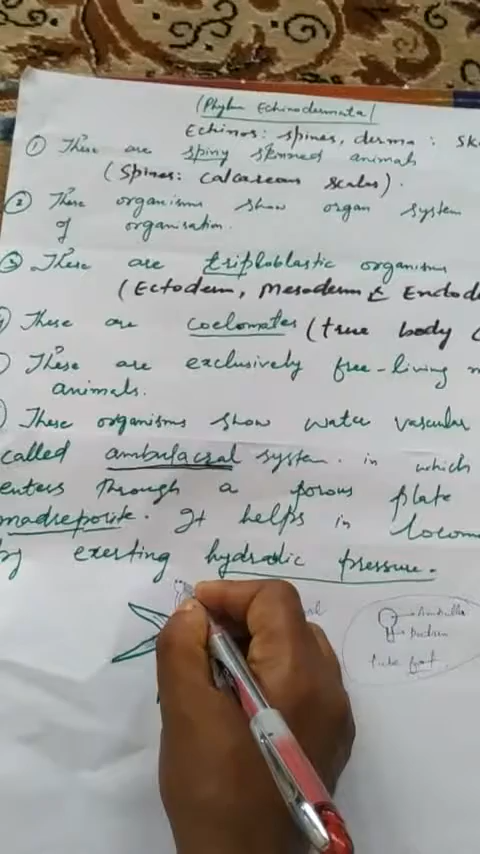 (Phylum Echinodermata)
Echinos: spines, derma: Sk
① These are spiny skinned animals
(Spines: Calcareous scales).
② These organisms show organ system
of organisation.
③ These are triploblastic organisms
(Ectoderm, Mesoderm & Endode
These are coelomates (true body
These are exclusively free-living m
animals.
These organisms show water vascular
called ambulacral system. in which
enters through a porous plate
madreporite. It helps in locomo
by exerting hydralic pressure.
Ampulla
Podium
tube foot.